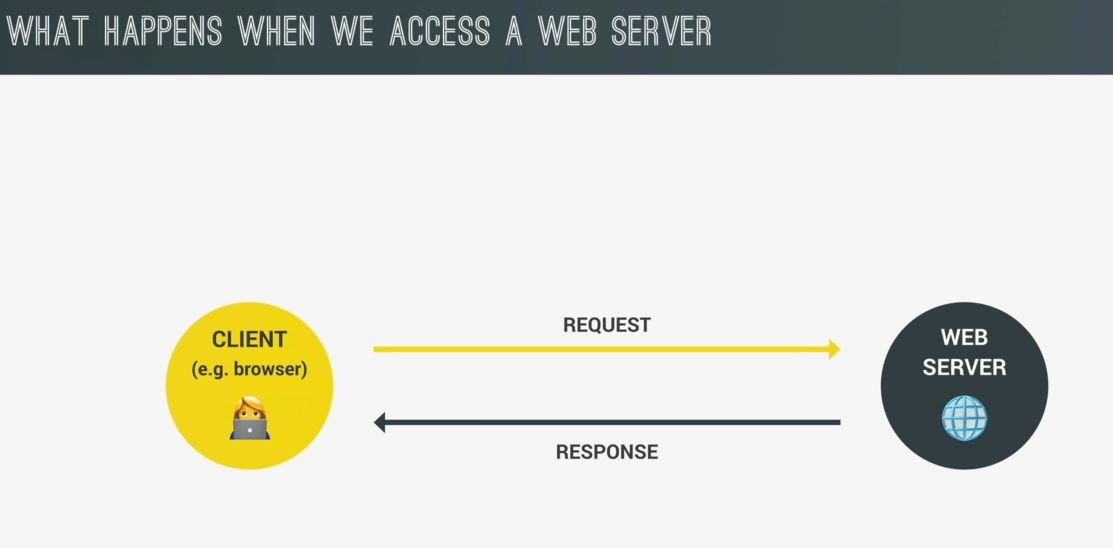 WHAT HAPPENS WHEN WE ACCESS A WEB SERVER
CLIENT
(e.g. browser)
REQUEST
RESPONSE
WEB
SERVER